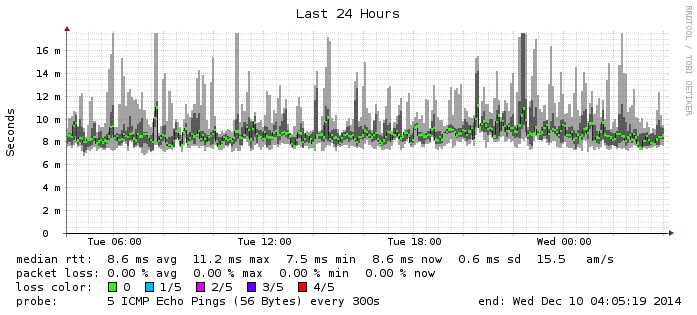 Last 24 Hours
RRDTOOL / TOBI OETIKER
Seconds
16 m
14 m
12 m
10 m
8 m
6 m
4 m
2 m
0
Tue 06:00 Tue 12:00 Tue 18:00 Wed 00:00
median rtt: 8.6 ms avg 11.2 ms max 7.5 ms min 8.6 ms now 0.6 ms sd 15.5 am/s
packet loss: 0.00 % avg 0.00 % max 0.00 % min 0.00 % now
loss color: 0 1/5 2/5 3/5 4/5
probe: 5 ICMP Echo Pings (56 Bytes) every 300s end: Wed Dec 10 04:05:19 2014